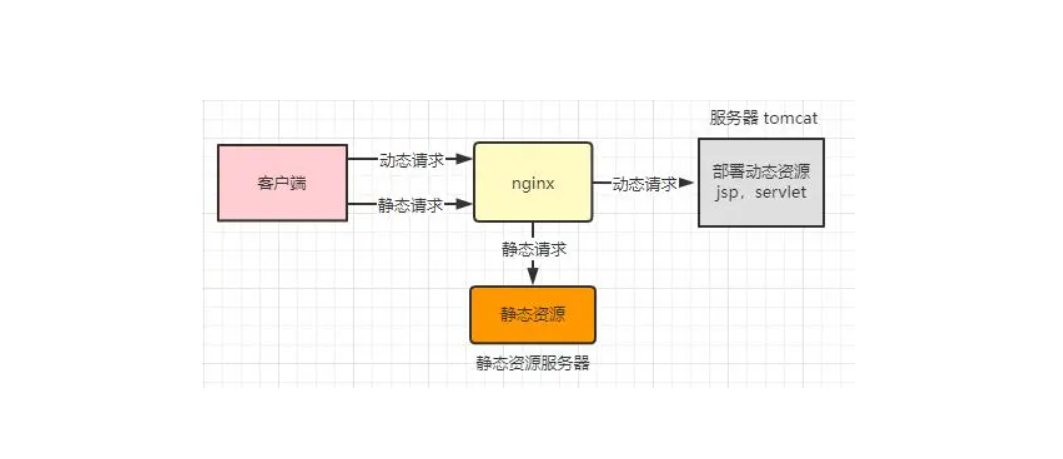 服务器 tomcat
客户端
动态请求
静态请求
nginx
动态请求
部署动态资源
jsp，servlet
静态请求
静态资源
静态资源服务器